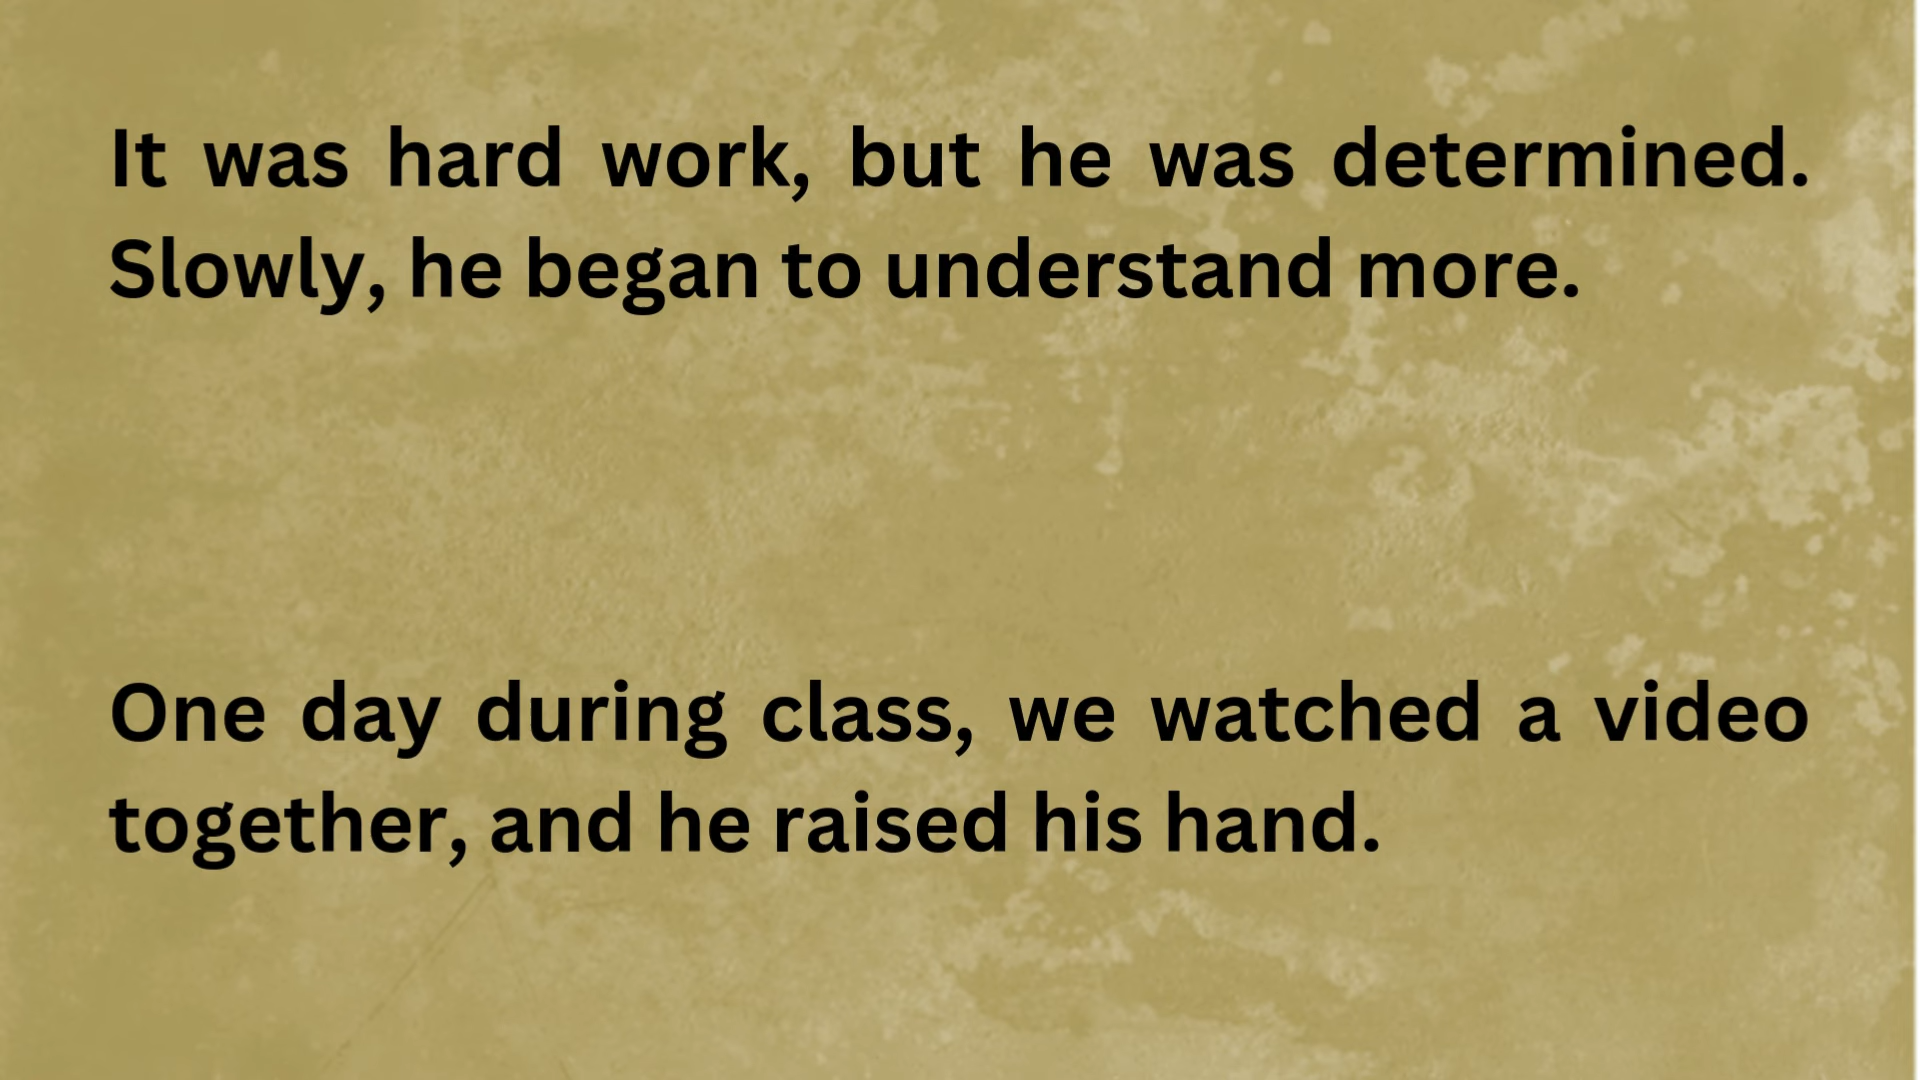 It was hard work, but he was determined.
Slowly, he began to understand more.
One day during class, we watched a video
together, and he raised his hand.